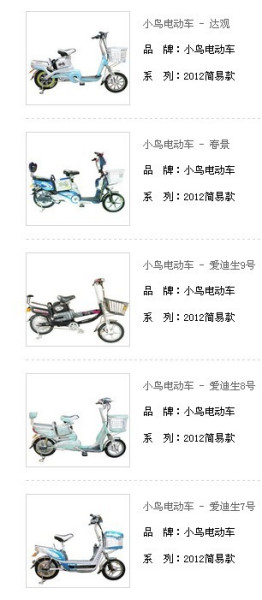 小鸟电动车 - 达观
品 牌：小鸟电动车
系 列：2012简易款
小鸟电动车 - 春景
品 牌：小鸟电动车
系 列：2012简易款
小鸟电动车 - 爱迪生9号
品 牌：小鸟电动车
系 列：2012简易款
小鸟电动车 - 爱迪生8号
品 牌：小鸟电动车
系 列：2012简易款
小鸟电动车 - 爱迪生7号
品 牌：小鸟电动车
系 列：2012简易款